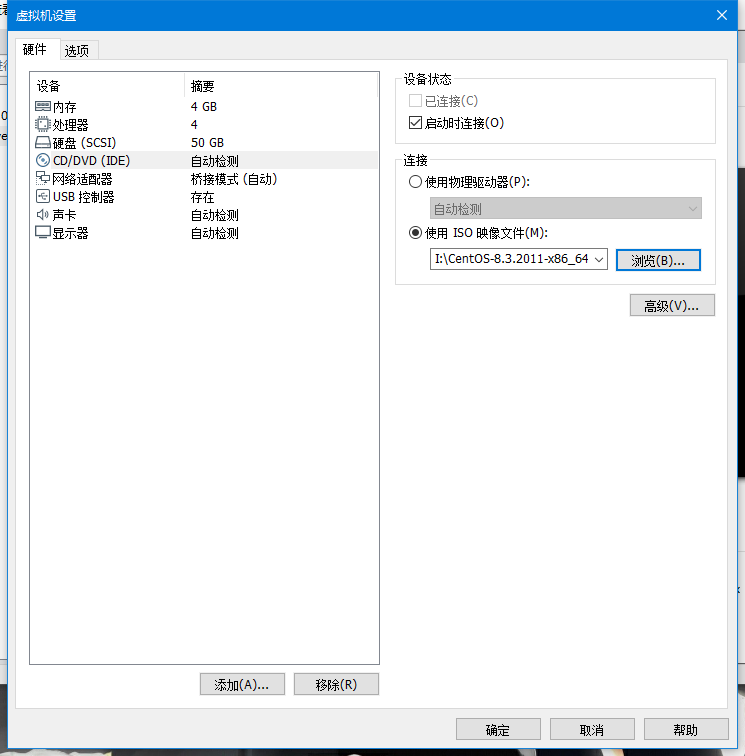 虚拟机设置
硬件 选项
设备 摘要
内存 4 GB
处理器 4
硬盘 (SCSI) 50 GB
CD/DVD (IDE) 自动检测
网络适配器 桥接模式 (自动)
USB 控制器 存在
声卡 自动检测
显示器 自动检测
添加(A)... 移除(R)
设备状态
已连接(C)
启动时连接(O)
连接
使用物理驱动器(P):
自动检测
使用 ISO 映像文件(M):
I:\CentOS-8.3.2011-x86_64 浏览(B)...
高级(V)...
确定 取消 帮助